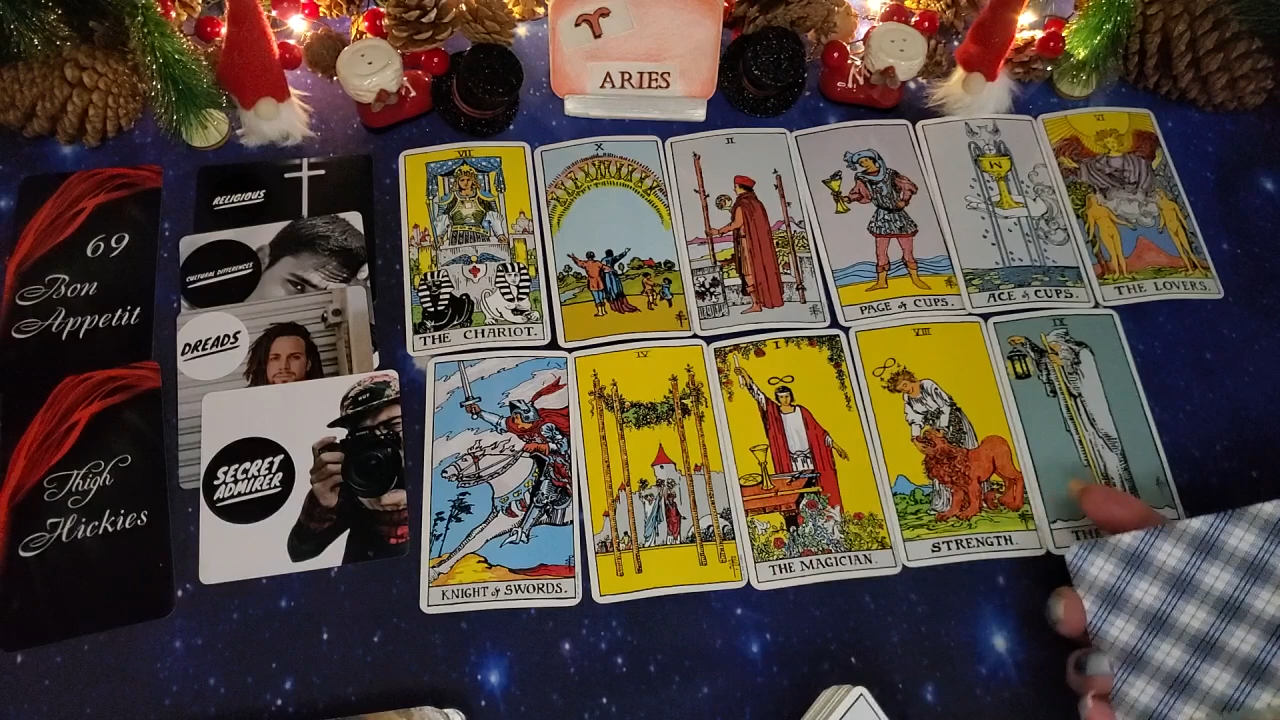 ARIES
69
Bon
Appetit
Thigh
Hickies
RELIGIOUS
CULTURAL DIFFERENCES
DREADS
SECRET
ADMIRER
VII
THE CHARIOT.
X
II
PAGE of CUPS.
ACE of CUPS.
VI
THE LOVERS.
KNIGHT of SWORDS.
IV
I
THE MAGICIAN.
VIII
STRENGTH.
IX
THE